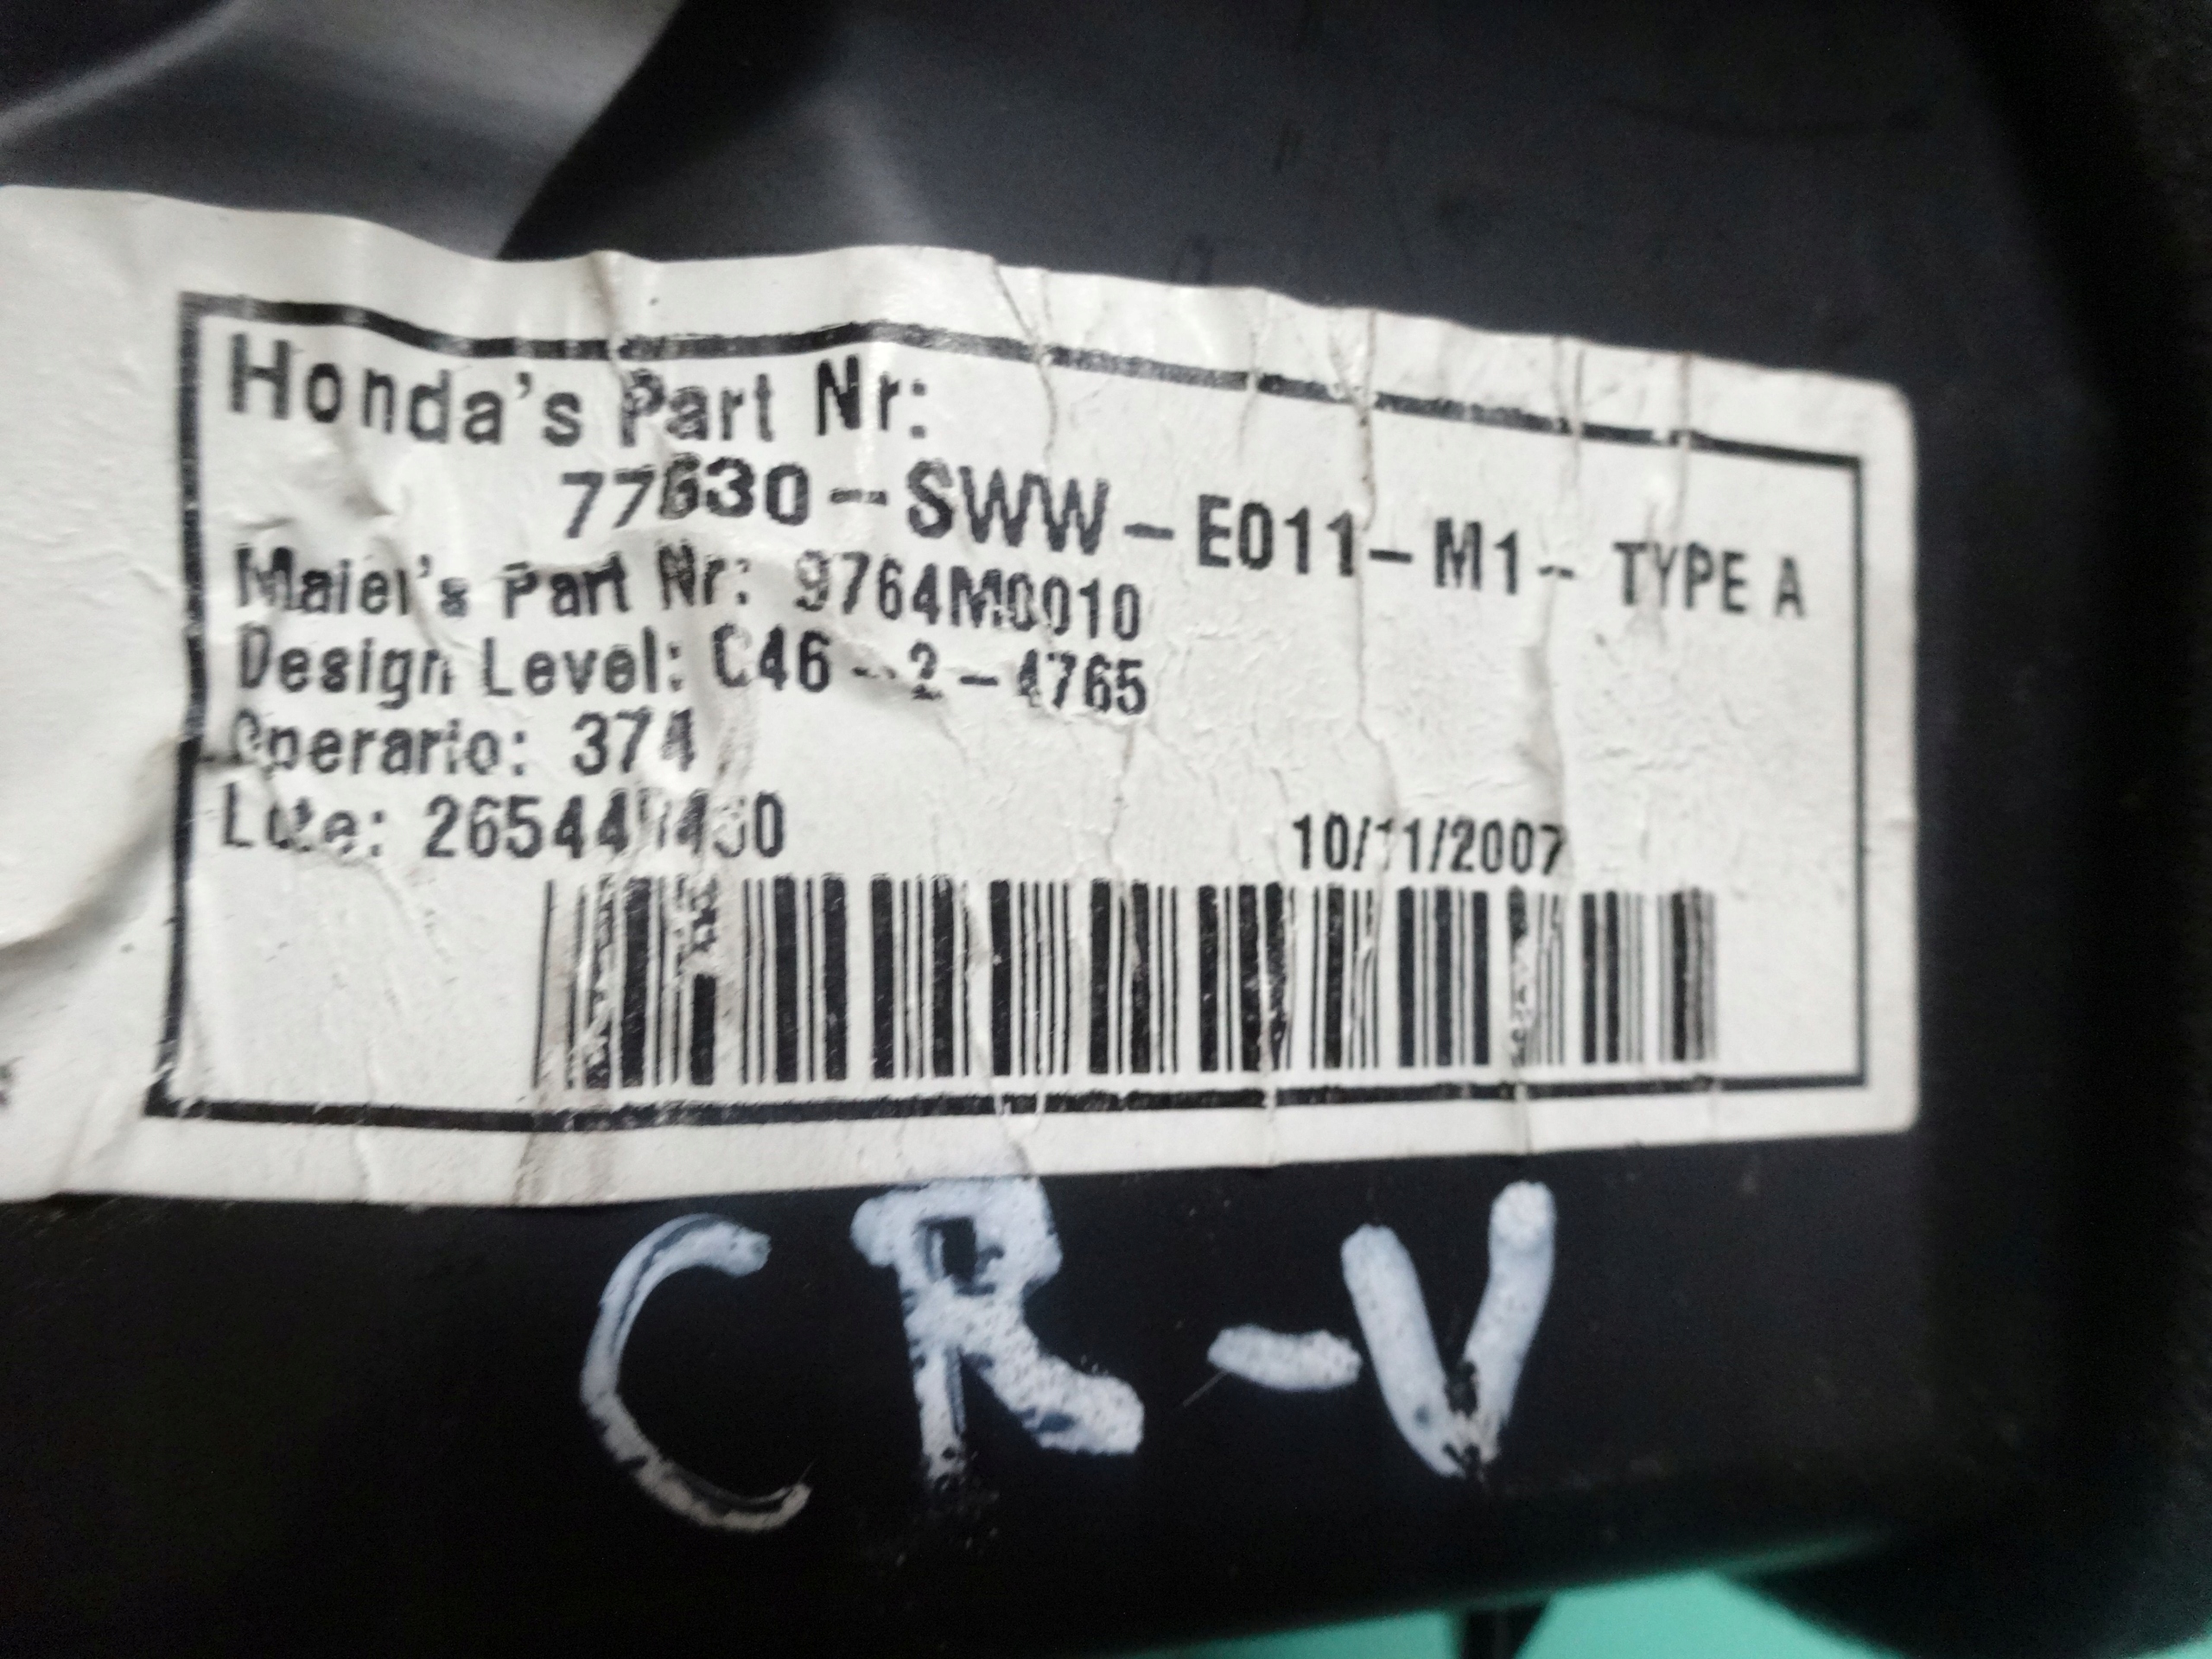 Honda's Part Nr:
77630-SWW-E011-M1- TYPE A
Maier's Part Nr: 9764M0010
Design Level: C46-2-4765
Operario: 374
Lote:
10/11/2007
CR-V